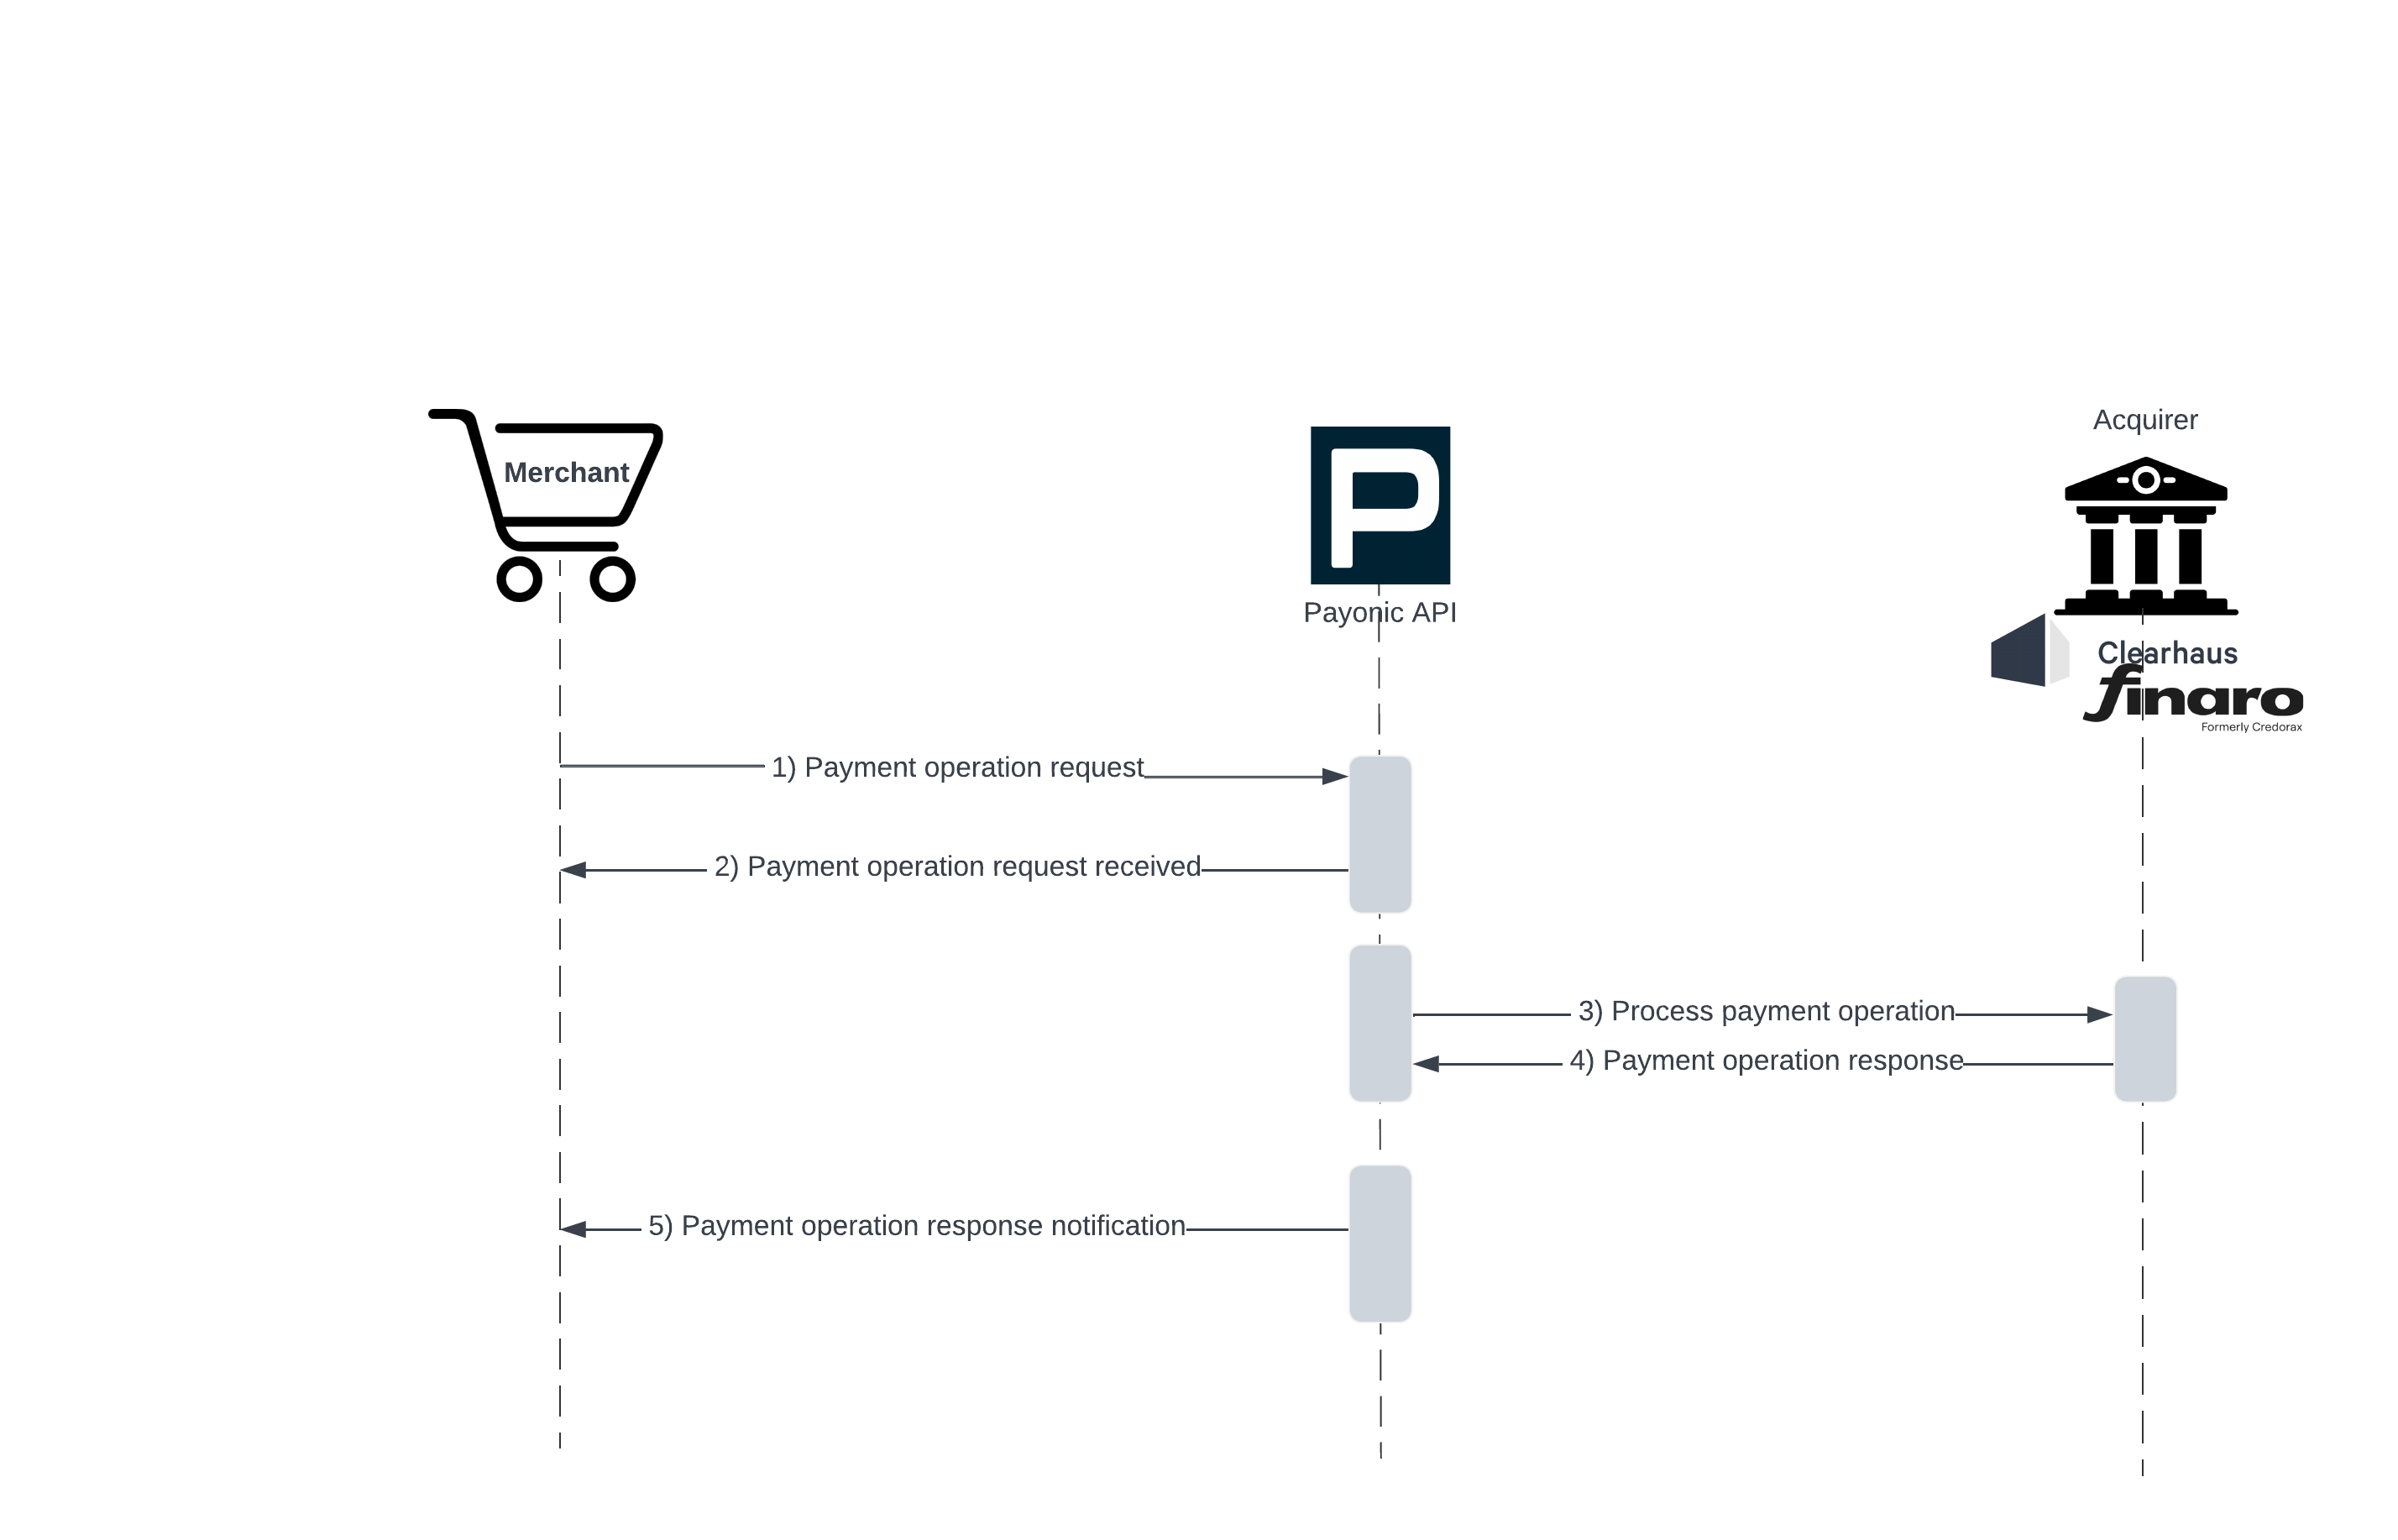 Acquirer
Merchant
P
Payonic API
Clearhaus
finaro
Formerly Credorax
1) Payment operation request
2) Payment operation request received
3) Process payment operation
4) Payment operation response
5) Payment operation response notification